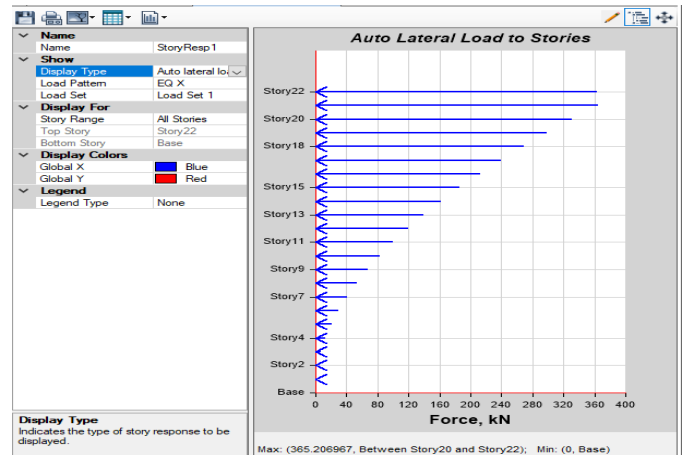 Name
Name StoryResp1
Show
Display Type Auto lateral lo
Load Pattern EQ X
Load Set Load Set 1
Display For
Story Range All Stories
Top Story Story22
Bottom Story Base
Display Colors
Global X Blue
Global Y Red
Legend
Legend Type None
Display Type
Indicates the type of story response to be
displayed.
Auto Lateral Load to Stories
Story22
Story20
Story18
Story15
Story13
Story11
Story9
Story7
Story4
Story2
Base
0 40 80 120 160 200 240 280 320 360 400
Force, kN
Max: (365.206967, Between Story20 and Story22); Min: (0, Base)